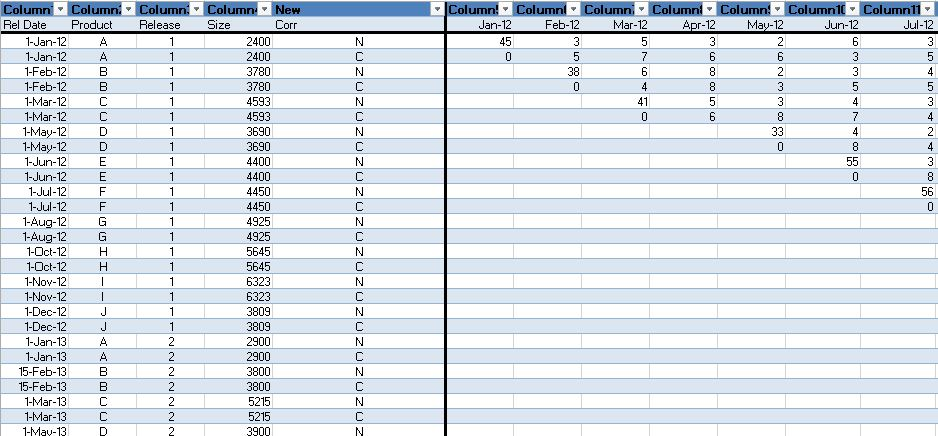 Column1 Column2 Column3 Column4 New Column5 Column6 Column7 Column8 Column9 Column10 Column11
Rel Date Product Release Size Corr Jan-12 Feb-12 Mar-12 Apr-12 May-12 Jun-12 Jul-12
1-Jan-12 A 1 2400 N 45 3 5 3 2 6 3
1-Jan-12 A 1 2400 C 0 5 7 6 6 3 5
1-Feb-12 B 1 3780 N 38 6 8 2 3 4
1-Feb-12 B 1 3780 C 0 4 8 3 5 5
1-Mar-12 C 1 4593 N 41 5 3 4 3
1-Mar-12 C 1 4593 C 0 6 8 7 4
1-May-12 D 1 3690 N 33 4 2
1-May-12 D 1 3690 C 0 8 4
1-Jun-12 E 1 4400 N 55 3
1-Jun-12 E 1 4400 C 0 8
1-Jul-12 F 1 4450 N 56
1-Jul-12 F 1 4450 C 0
1-Aug-12 G 1 4925 N
1-Aug-12 G 1 4925 C
1-Oct-12 H 1 5645 N
1-Oct-12 H 1 5645 C
1-Nov-12 I 1 6323 N
1-Nov-12 I 1 6323 C
1-Dec-12 J 1 3809 N
1-Dec-12 J 1 3809 C
1-Jan-13 A 2 2900 N
1-Jan-13 A 2 2900 C
15-Feb-13 B 2 3800 N
15-Feb-13 B 2 3800 C
1-Mar-13 C 2 5215 N
1-Mar-13 C 2 5215 C
1-May-13 D 2 3900 N